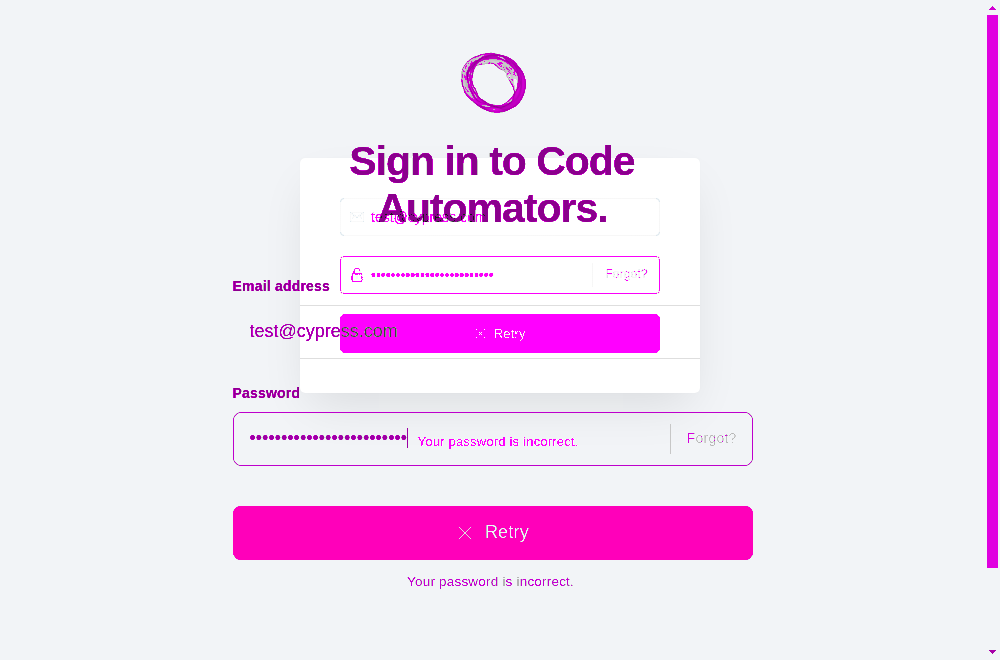 Sign in to Code
Automators.
test@cypress.com
•••••••••••••••••••••••••
Forgot?
Email address
test@cypress.com
Retry
Password
•••••••••••••••••••••••••
Your password is incorrect.
Forgot?
Retry
Your password is incorrect.